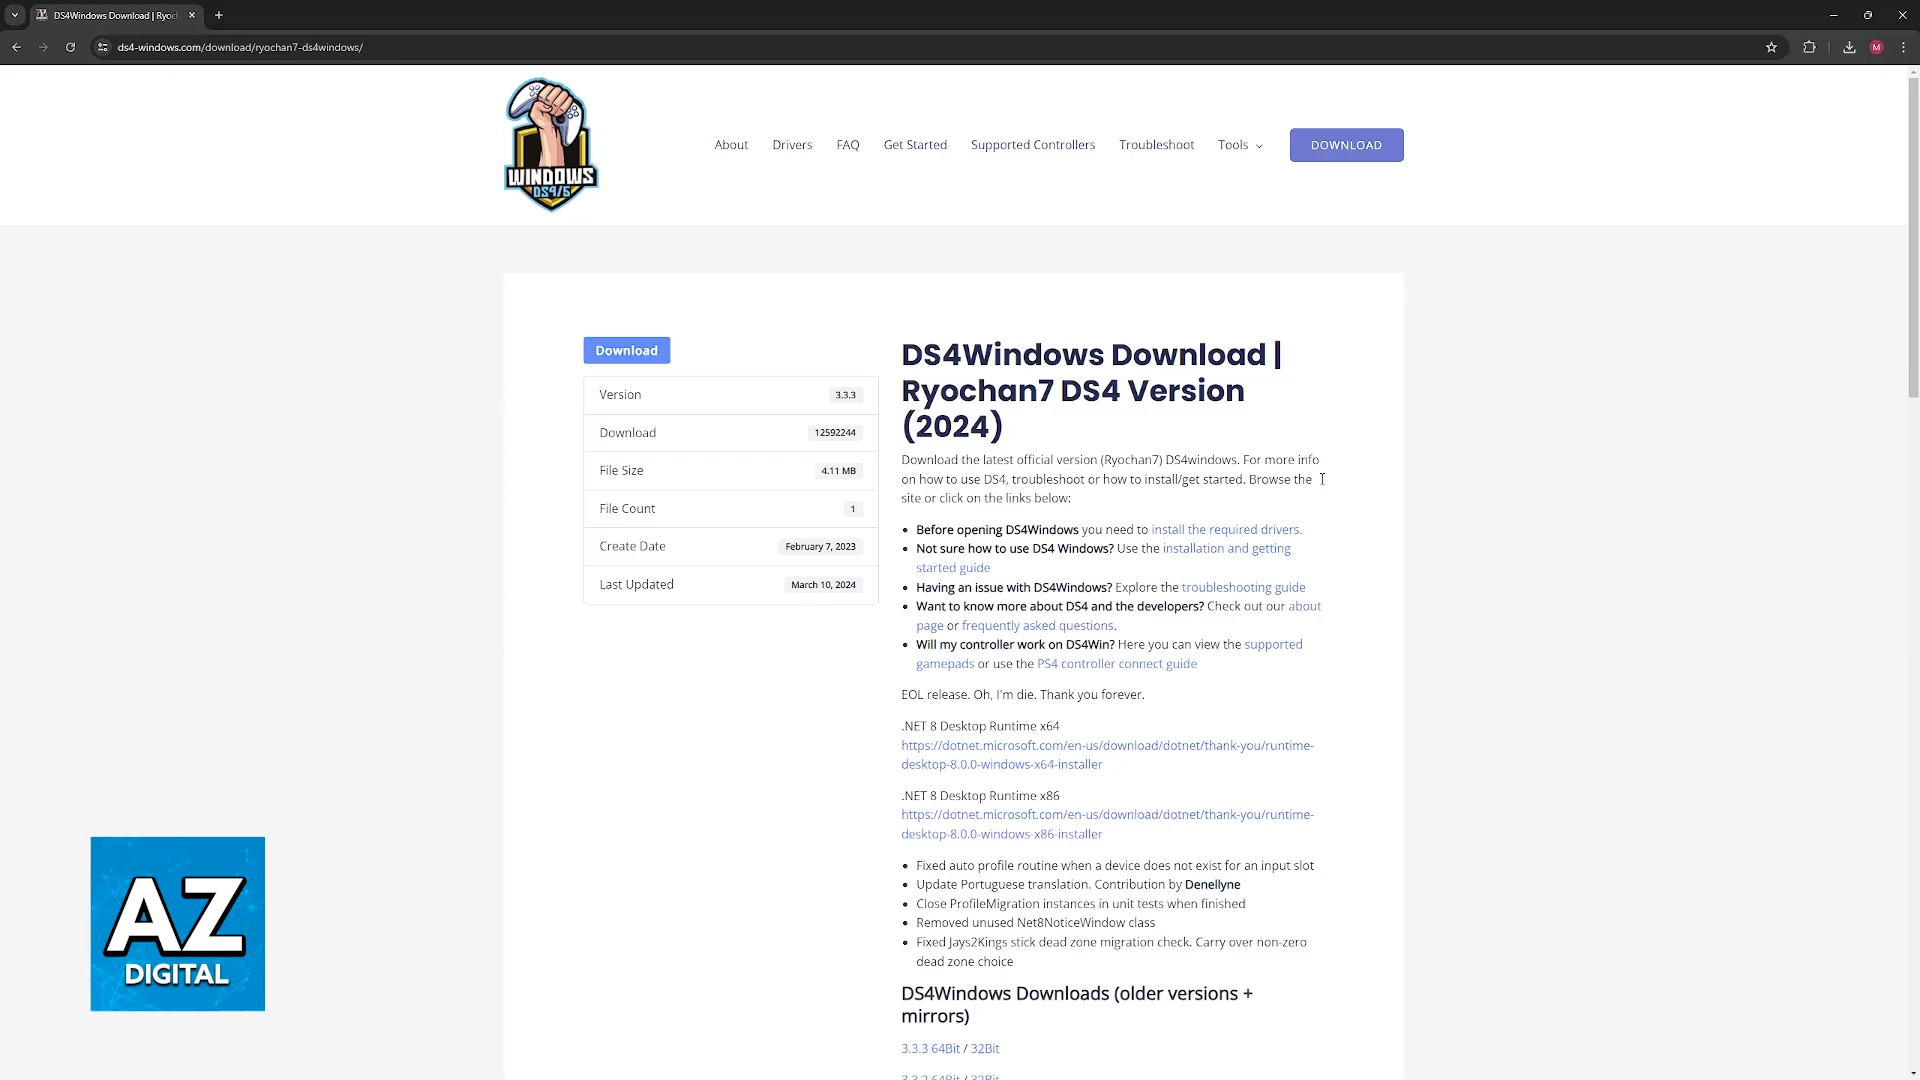 DS4Windows Download | Ryoc
ds4-windows.com/download/ryochan7-ds4windows/
M
WINDOWS
DS4/5
About
Drivers
FAQ
Get Started
Supported Controllers
Troubleshoot
Tools
DOWNLOAD
Download
Version 3.3.3
Download 12592244
File Size 4.11 MB
File Count 1
Create Date February 7, 2023
Last Updated March 10, 2024
DS4Windows Download |
Ryochan7 DS4 Version
(2024)
Download the latest official version (Ryochan7) DS4windows. For more info
on how to use DS4, troubleshoot or how to install/get started. Browse the
site or click on the links below:
Before opening DS4Windows you need to install the required drivers.
Not sure how to use DS4 Windows? Use the installation and getting
started guide
Having an issue with DS4Windows? Explore the troubleshooting guide
Want to know more about DS4 and the developers? Check out our about
page or frequently asked questions.
Will my controller work on DS4Win? Here you can view the supported
gamepads or use the PS4 controller connect guide
EOL release. Oh, I'm die. Thank you forever.
.NET 8 Desktop Runtime x64
https://dotnet.microsoft.com/en-us/download/dotnet/thank-you/runtime-
desktop-8.0.0-windows-x64-installer
.NET 8 Desktop Runtime x86
https://dotnet.microsoft.com/en-us/download/dotnet/thank-you/runtime-
desktop-8.0.0-windows-x86-installer
Fixed auto profile routine when a device does not exist for an input slot
Update Portuguese translation. Contribution by Denellyne
Close ProfileMigration instances in unit tests when finished
Removed unused Net8NoticeWindow class
Fixed Jays2Kings stick dead zone migration check. Carry over non-zero
dead zone choice
DS4Windows Downloads (older versions +
mirrors)
3.3.3 64Bit / 32Bit
3.3.2 64Bit / 32Bit
AZ
DIGITAL